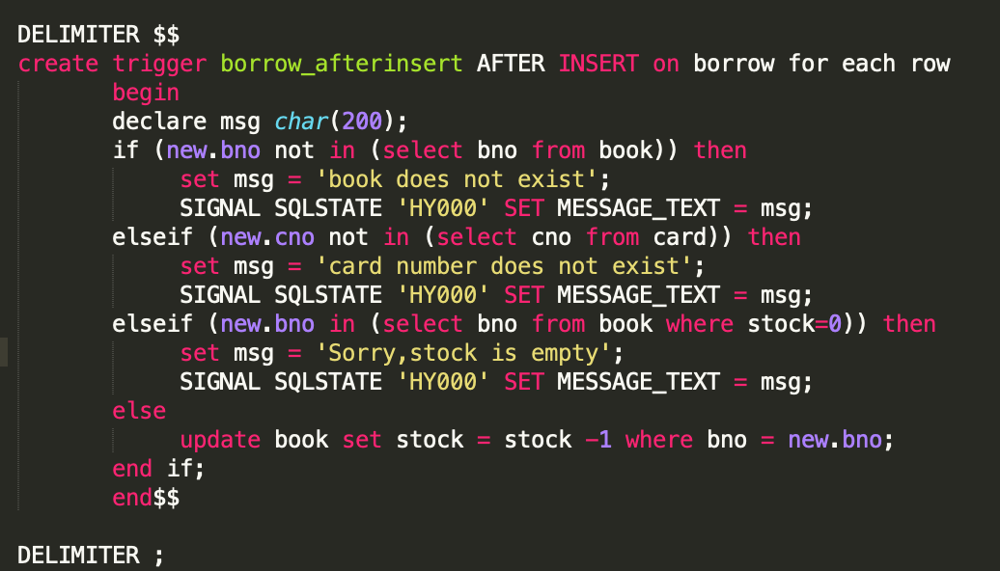 DELIMITER $$
create trigger borrow_afterinsert AFTER INSERT on borrow for each row
begin
declare msg char(200);
if (new.bno not in (select bno from book)) then
set msg = 'book does not exist';
SIGNAL SQLSTATE 'HY000' SET MESSAGE_TEXT = msg;
elseif (new.cno not in (select cno from card)) then
set msg = 'card number does not exist';
SIGNAL SQLSTATE 'HY000' SET MESSAGE_TEXT = msg;
elseif (new.bno in (select bno from book where stock=0)) then
set msg = 'Sorry,stock is empty';
SIGNAL SQLSTATE 'HY000' SET MESSAGE_TEXT = msg;
else
update book set stock = stock -1 where bno = new.bno;
end if;
end$$
DELIMITER ;